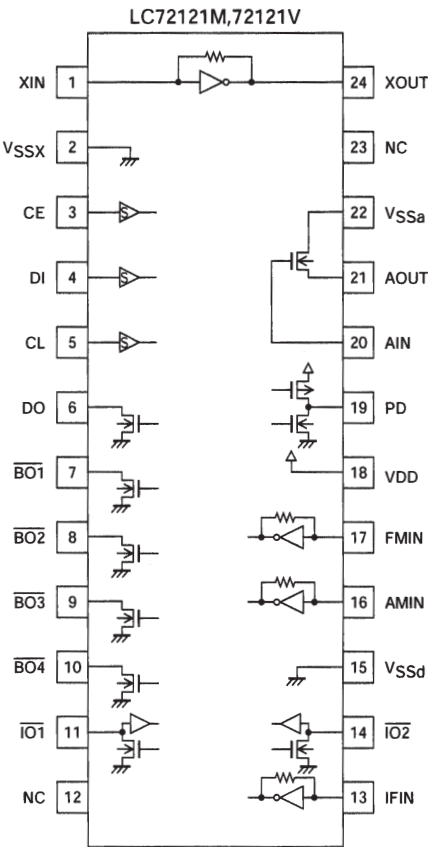 LC72121M,72121V
XIN 1 24 XOUT
VSSX 2 23 NC
CE 3 S 22 VSSa
DI 4 S 21 AOUT
CL 5 S 20 AIN
DO 6 19 PD
BO1 7 18 VDD
BO2 8 17 FMIN
BO3 9 16 AMIN
BO4 10 15 VSSd
IO1 11 14 IO2
NC 12 13 IFIN